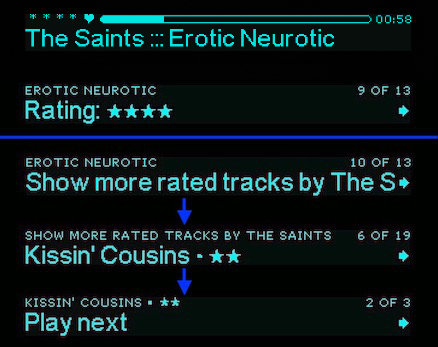 * * * * ♥ 00:58
The Saints ::: Erotic Neurotic
EROTIC NEUROTIC 9 OF 13
Rating: ★★★★
EROTIC NEUROTIC 10 OF 13
Show more rated tracks by The S
SHOW MORE RATED TRACKS BY THE SAINTS 6 OF 19
Kissin' Cousins • ★★
KISSIN' COUSINS • ★★ 2 OF 3
Play next